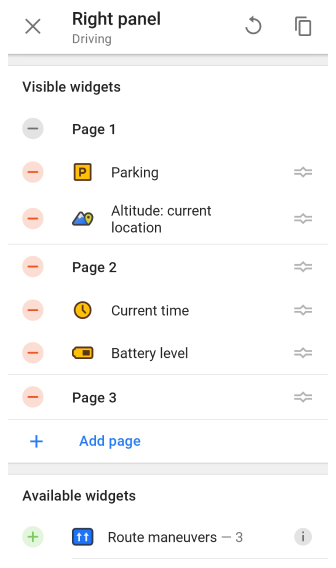 Right panel
Driving
Visible widgets
Page 1
P
Parking
Altitude: current
location
Page 2
Current time
Battery level
Page 3
Add page
Available widgets
Route maneuvers — 3
i